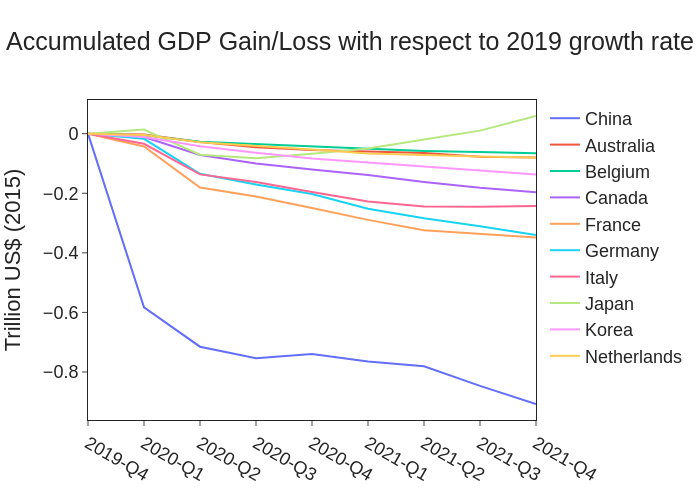 Accumulated GDP Gain/Loss with respect to 2019 growth rate
Trillion US$ (2015)
0
−0.2
−0.4
−0.6
−0.8
2019-Q4
2020-Q1
2020-Q2
2020-Q3
2020-Q4
2021-Q1
2021-Q2
2021-Q3
2021-Q4
China
Australia
Belgium
Canada
France
Germany
Italy
Japan
Korea
Netherlands